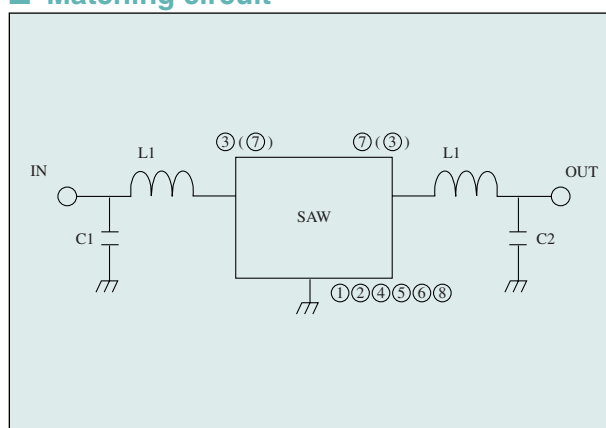 ■ Matching circuit
③(⑦) ⑦(③)
L1 L1
IN OUT
SAW
C1 C2
①②④⑤⑥⑧